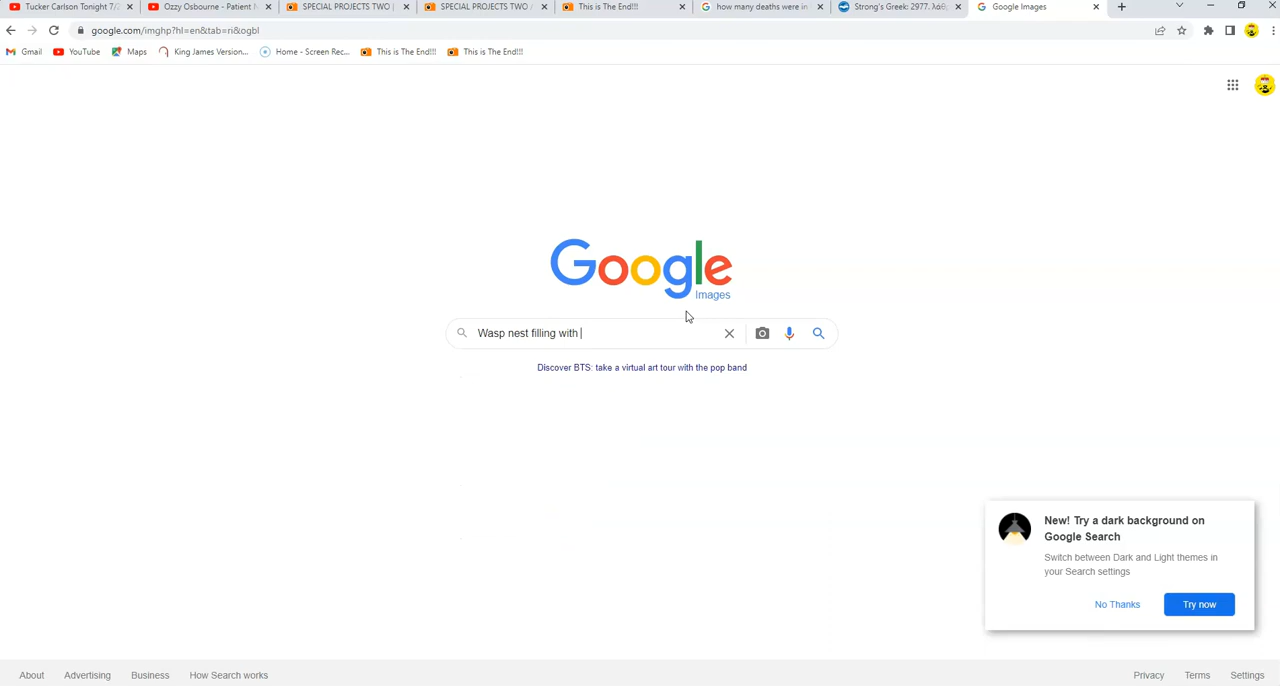 Tucker Carlson Tonight 7/2
Ozzy Osbourne - Patient N
SPECIAL PROJECTS TWO |
SPECIAL PROJECTS TWO
This is The End!!!
how many deaths were in
Strong's Greek: 2977.
Google Images
google.com/imghp?hl=en&tab=ri&ogbl
Gmail YouTube Maps King James Version... Home - Screen Rec... This is The End!!! This is The End!!!
Google
Images
Wasp nest filling with
Discover BTS: take a virtual art tour with the pop band
New! Try a dark background on
Google Search
Switch between Dark and Light themes in
your Search settings
No Thanks Try now
About Advertising Business How Search works Privacy Terms Settings